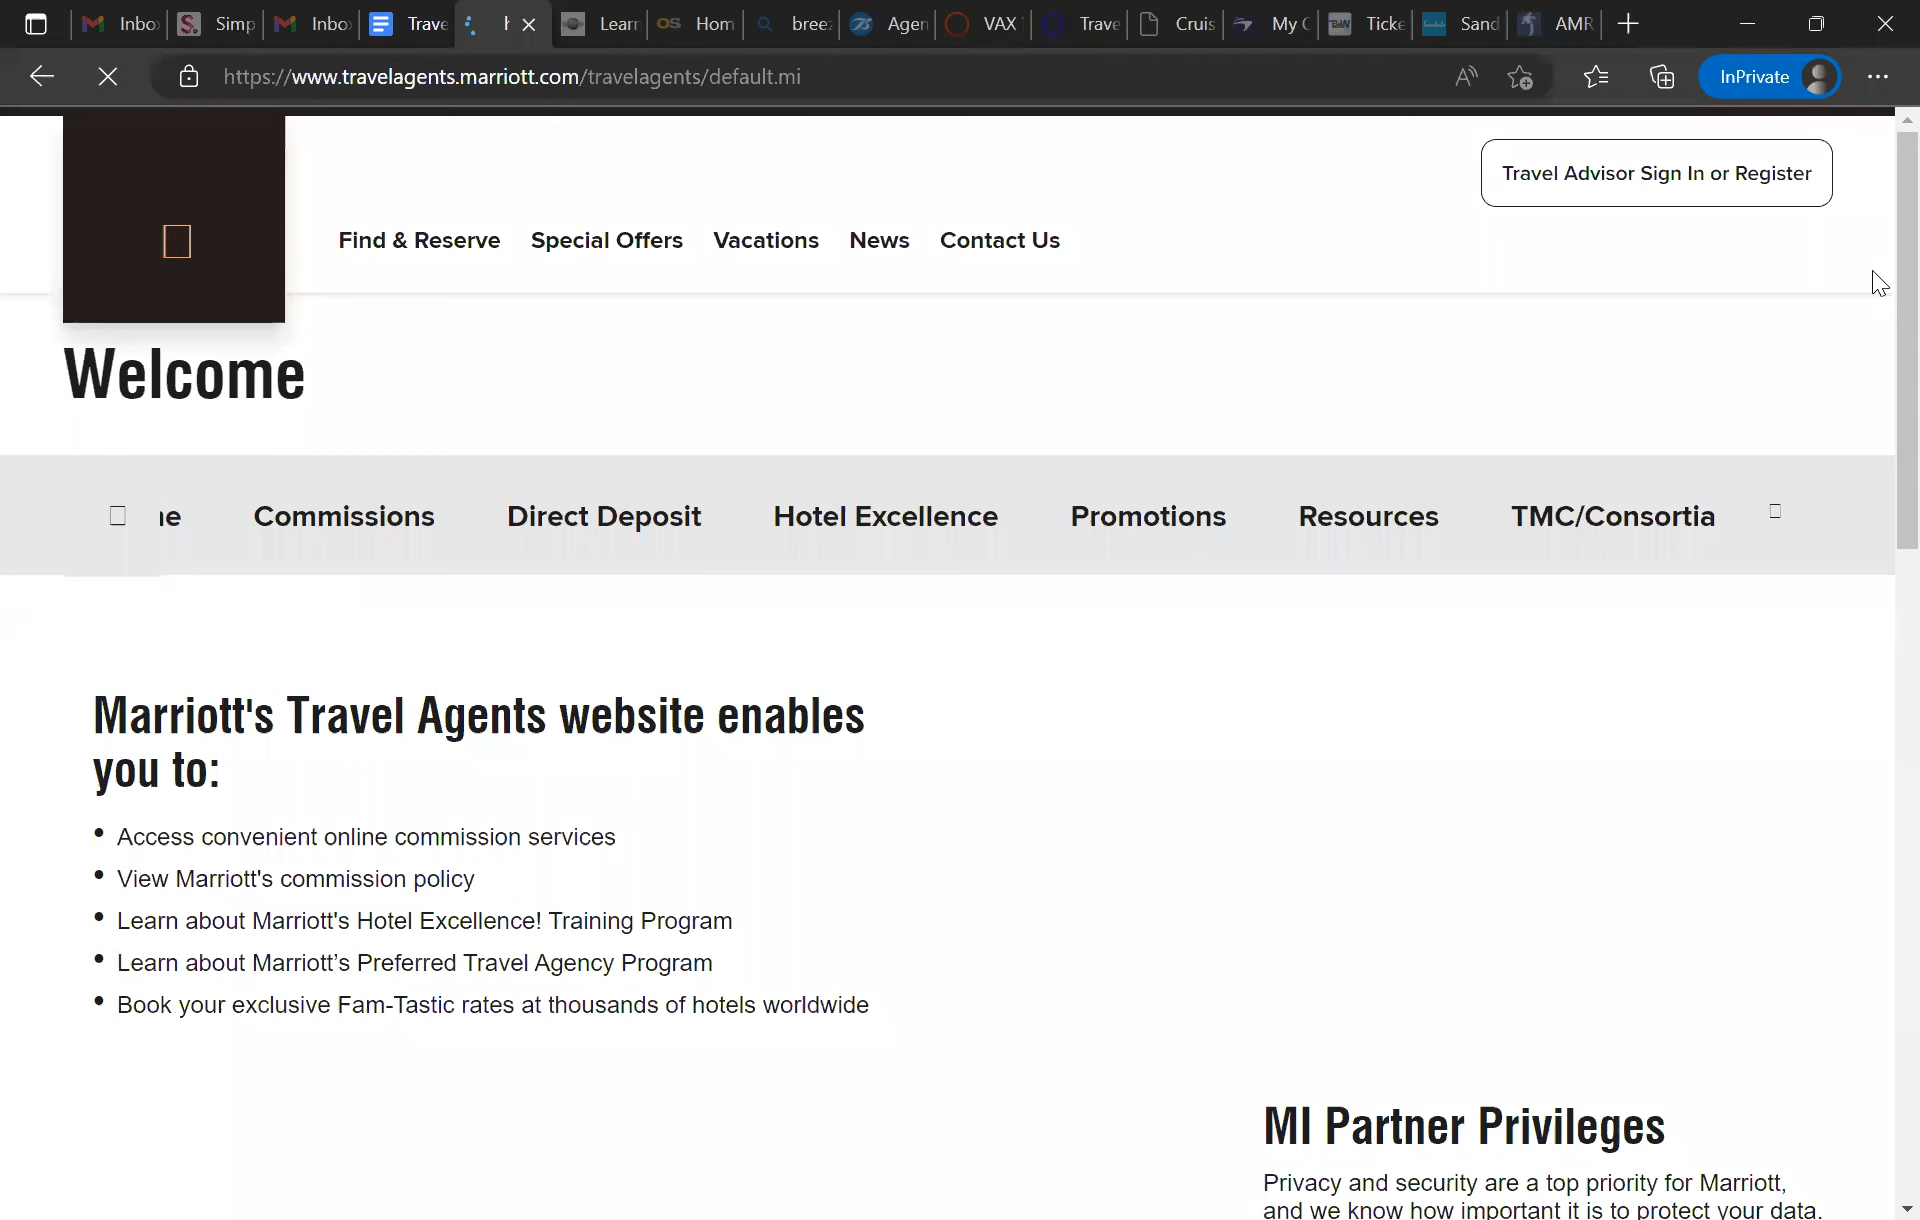 Inbo Simp Inbo Trave Learn Hom bree Agen VAX Trave Cruis My C Ticke Sand AMR
https://www.travelagents.marriott.com/travelagents/default.mi
InPrivate
Travel Advisor Sign In or Register
Find & Reserve Special Offers Vacations News Contact Us
Welcome
Commissions Direct Deposit Hotel Excellence Promotions Resources TMC/Consortia
Marriott's Travel Agents website enables
you to:
• Access convenient online commission services
• View Marriott's commission policy
• Learn about Marriott's Hotel Excellence! Training Program
• Learn about Marriott’s Preferred Travel Agency Program
• Book your exclusive Fam-Tastic rates at thousands of hotels worldwide
MI Partner Privileges
Privacy and security are a top priority for Marriott,
and we know how important it is to protect your data.